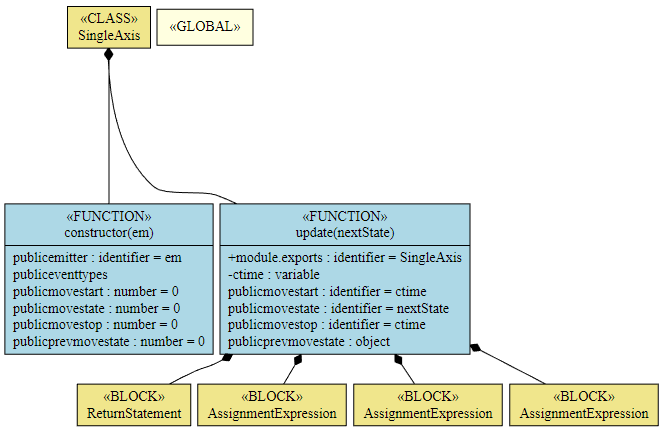 «CLASS»
SingleAxis
«GLOBAL»
«FUNCTION»
constructor(em)
publicemitter : identifier = em
publiceventtypes
publicmovestart : number = 0
publicmovestate : number = 0
publicmovestop : number = 0
publicprevmovestate : number = 0
«FUNCTION»
update(nextState)
+module.exports : identifier = SingleAxis
-ctime : variable
publicmovestart : identifier = ctime
publicmovestate : identifier = nextState
publicmovestop : identifier = ctime
publicprevmovestate : object
«BLOCK»
ReturnStatement
«BLOCK»
AssignmentExpression
«BLOCK»
AssignmentExpression
«BLOCK»
AssignmentExpression